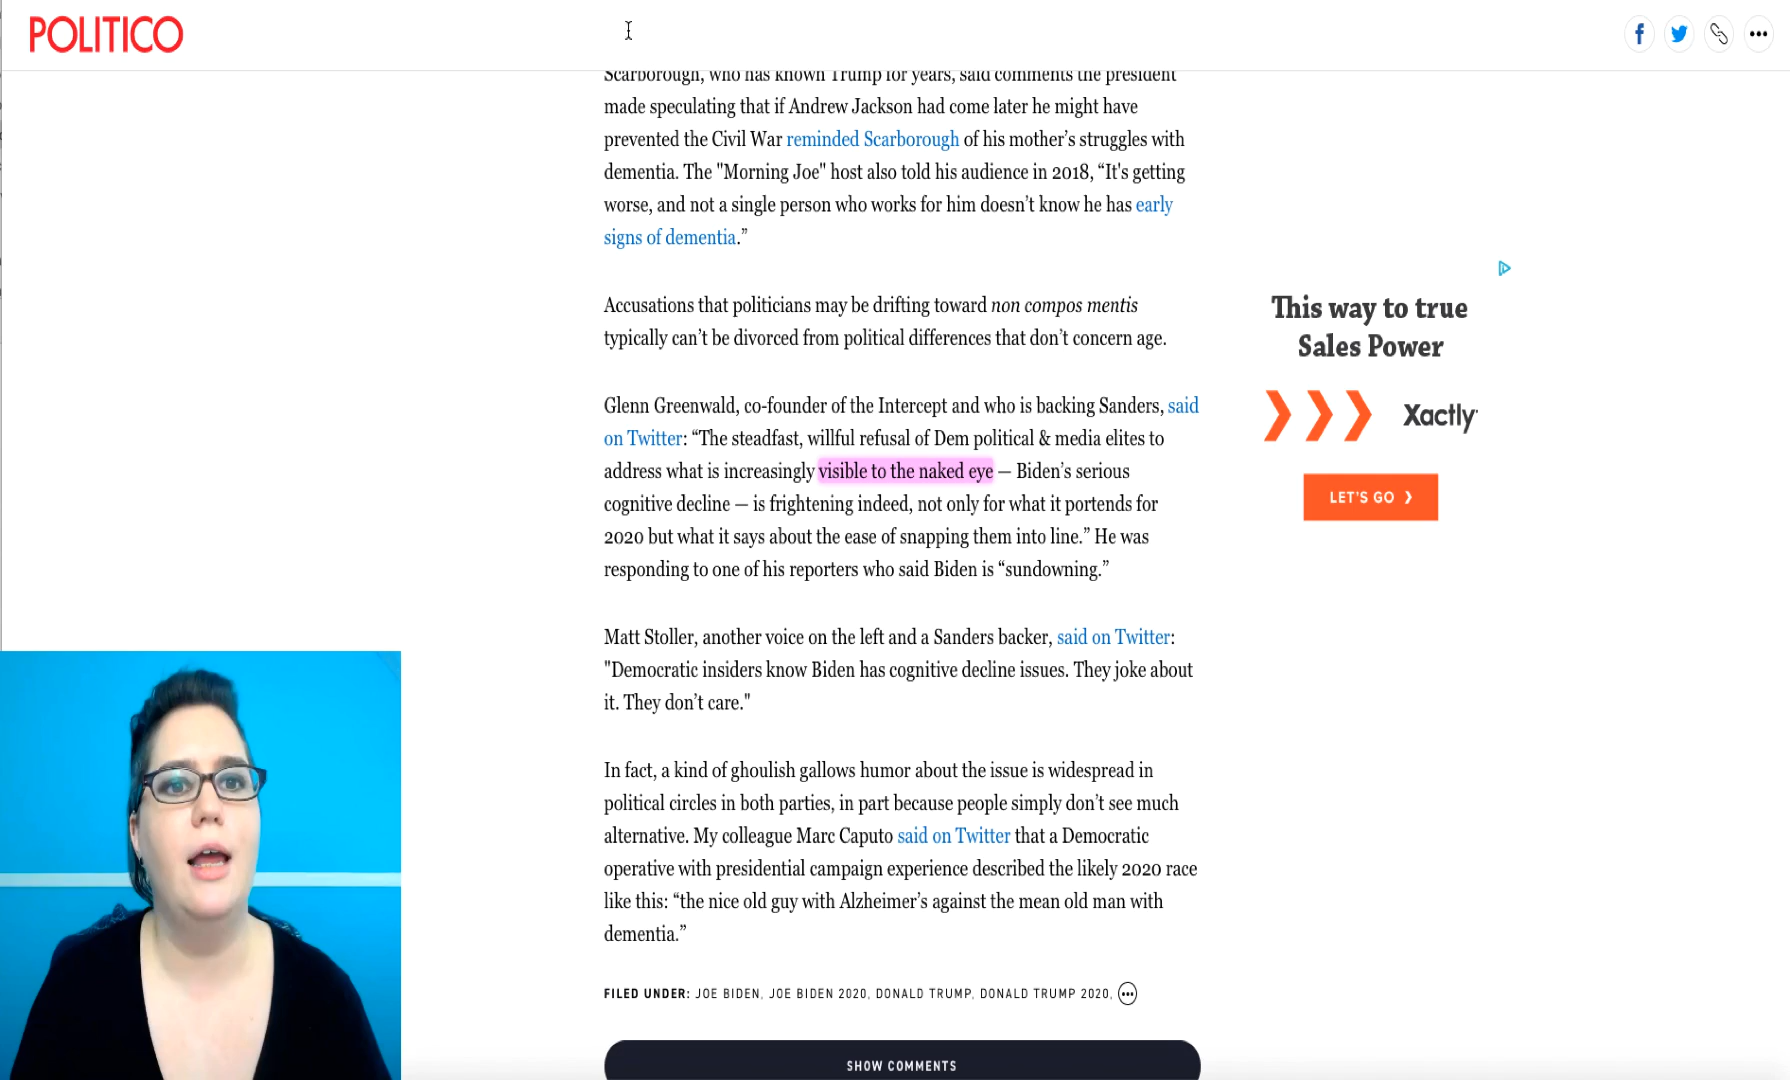 POLITICO
Scarborough, who has known Trump for years, said comments the president
made speculating that if Andrew Jackson had come later he might have
prevented the Civil War reminded Scarborough of his mother’s struggles with
dementia. The "Morning Joe" host also told his audience in 2018, “It's getting
worse, and not a single person who works for him doesn’t know he has early
signs of dementia.”
Accusations that politicians may be drifting toward non compos mentis
typically can’t be divorced from political differences that don’t concern age.
Glenn Greenwald, co-founder of the Intercept and who is backing Sanders, said
on Twitter: “The steadfast, willful refusal of Dem political & media elites to
address what is increasingly visible to the naked eye — Biden’s serious
cognitive decline — is frightening indeed, not only for what it portends for
2020 but what it says about the ease of snapping them into line.” He was
responding to one of his reporters who said Biden is “sundowning.”
Matt Stoller, another voice on the left and a Sanders backer, said on Twitter:
"Democratic insiders know Biden has cognitive decline issues. They joke about
it. They don’t care."
In fact, a kind of ghoulish gallows humor about the issue is widespread in
political circles in both parties, in part because people simply don’t see much
alternative. My colleague Marc Caputo said on Twitter that a Democratic
operative with presidential campaign experience described the likely 2020 race
like this: “the nice old guy with Alzheimer’s against the mean old man with
dementia.”
FILED UNDER: JOE BIDEN, JOE BIDEN 2020, DONALD TRUMP, DONALD TRUMP 2020,
SHOW COMMENTS
This way to true
Sales Power
Xactly
LET'S GO